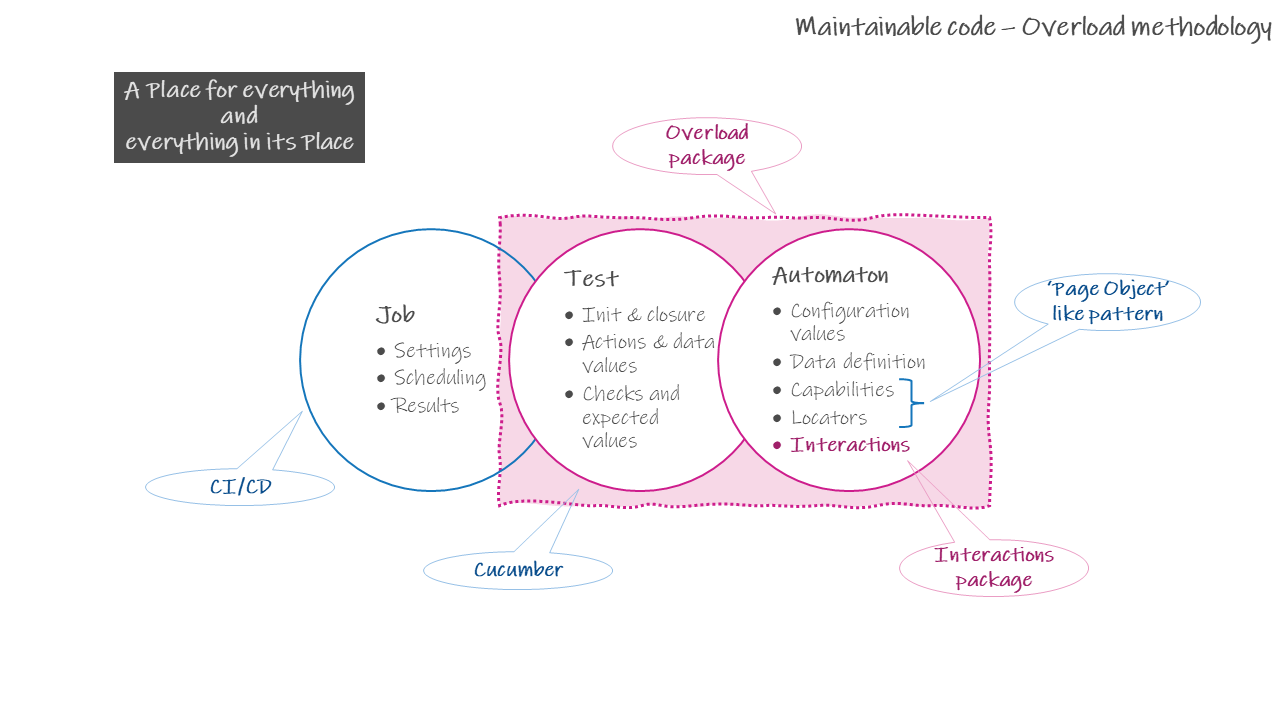 Maintainable code – Overload methodology
A Place for everything
and
everything in its Place
Overload
package
Job
• Settings
• Scheduling
• Results
Test
• Init & closure
• Actions & data
values
• Checks and
expected
values
Automaton
• Configuration
values
• Data definition
• Capabilities
• Locators
• Interactions
‘Page Object’
like pattern
CI/CD
Cucumber
Interactions
package